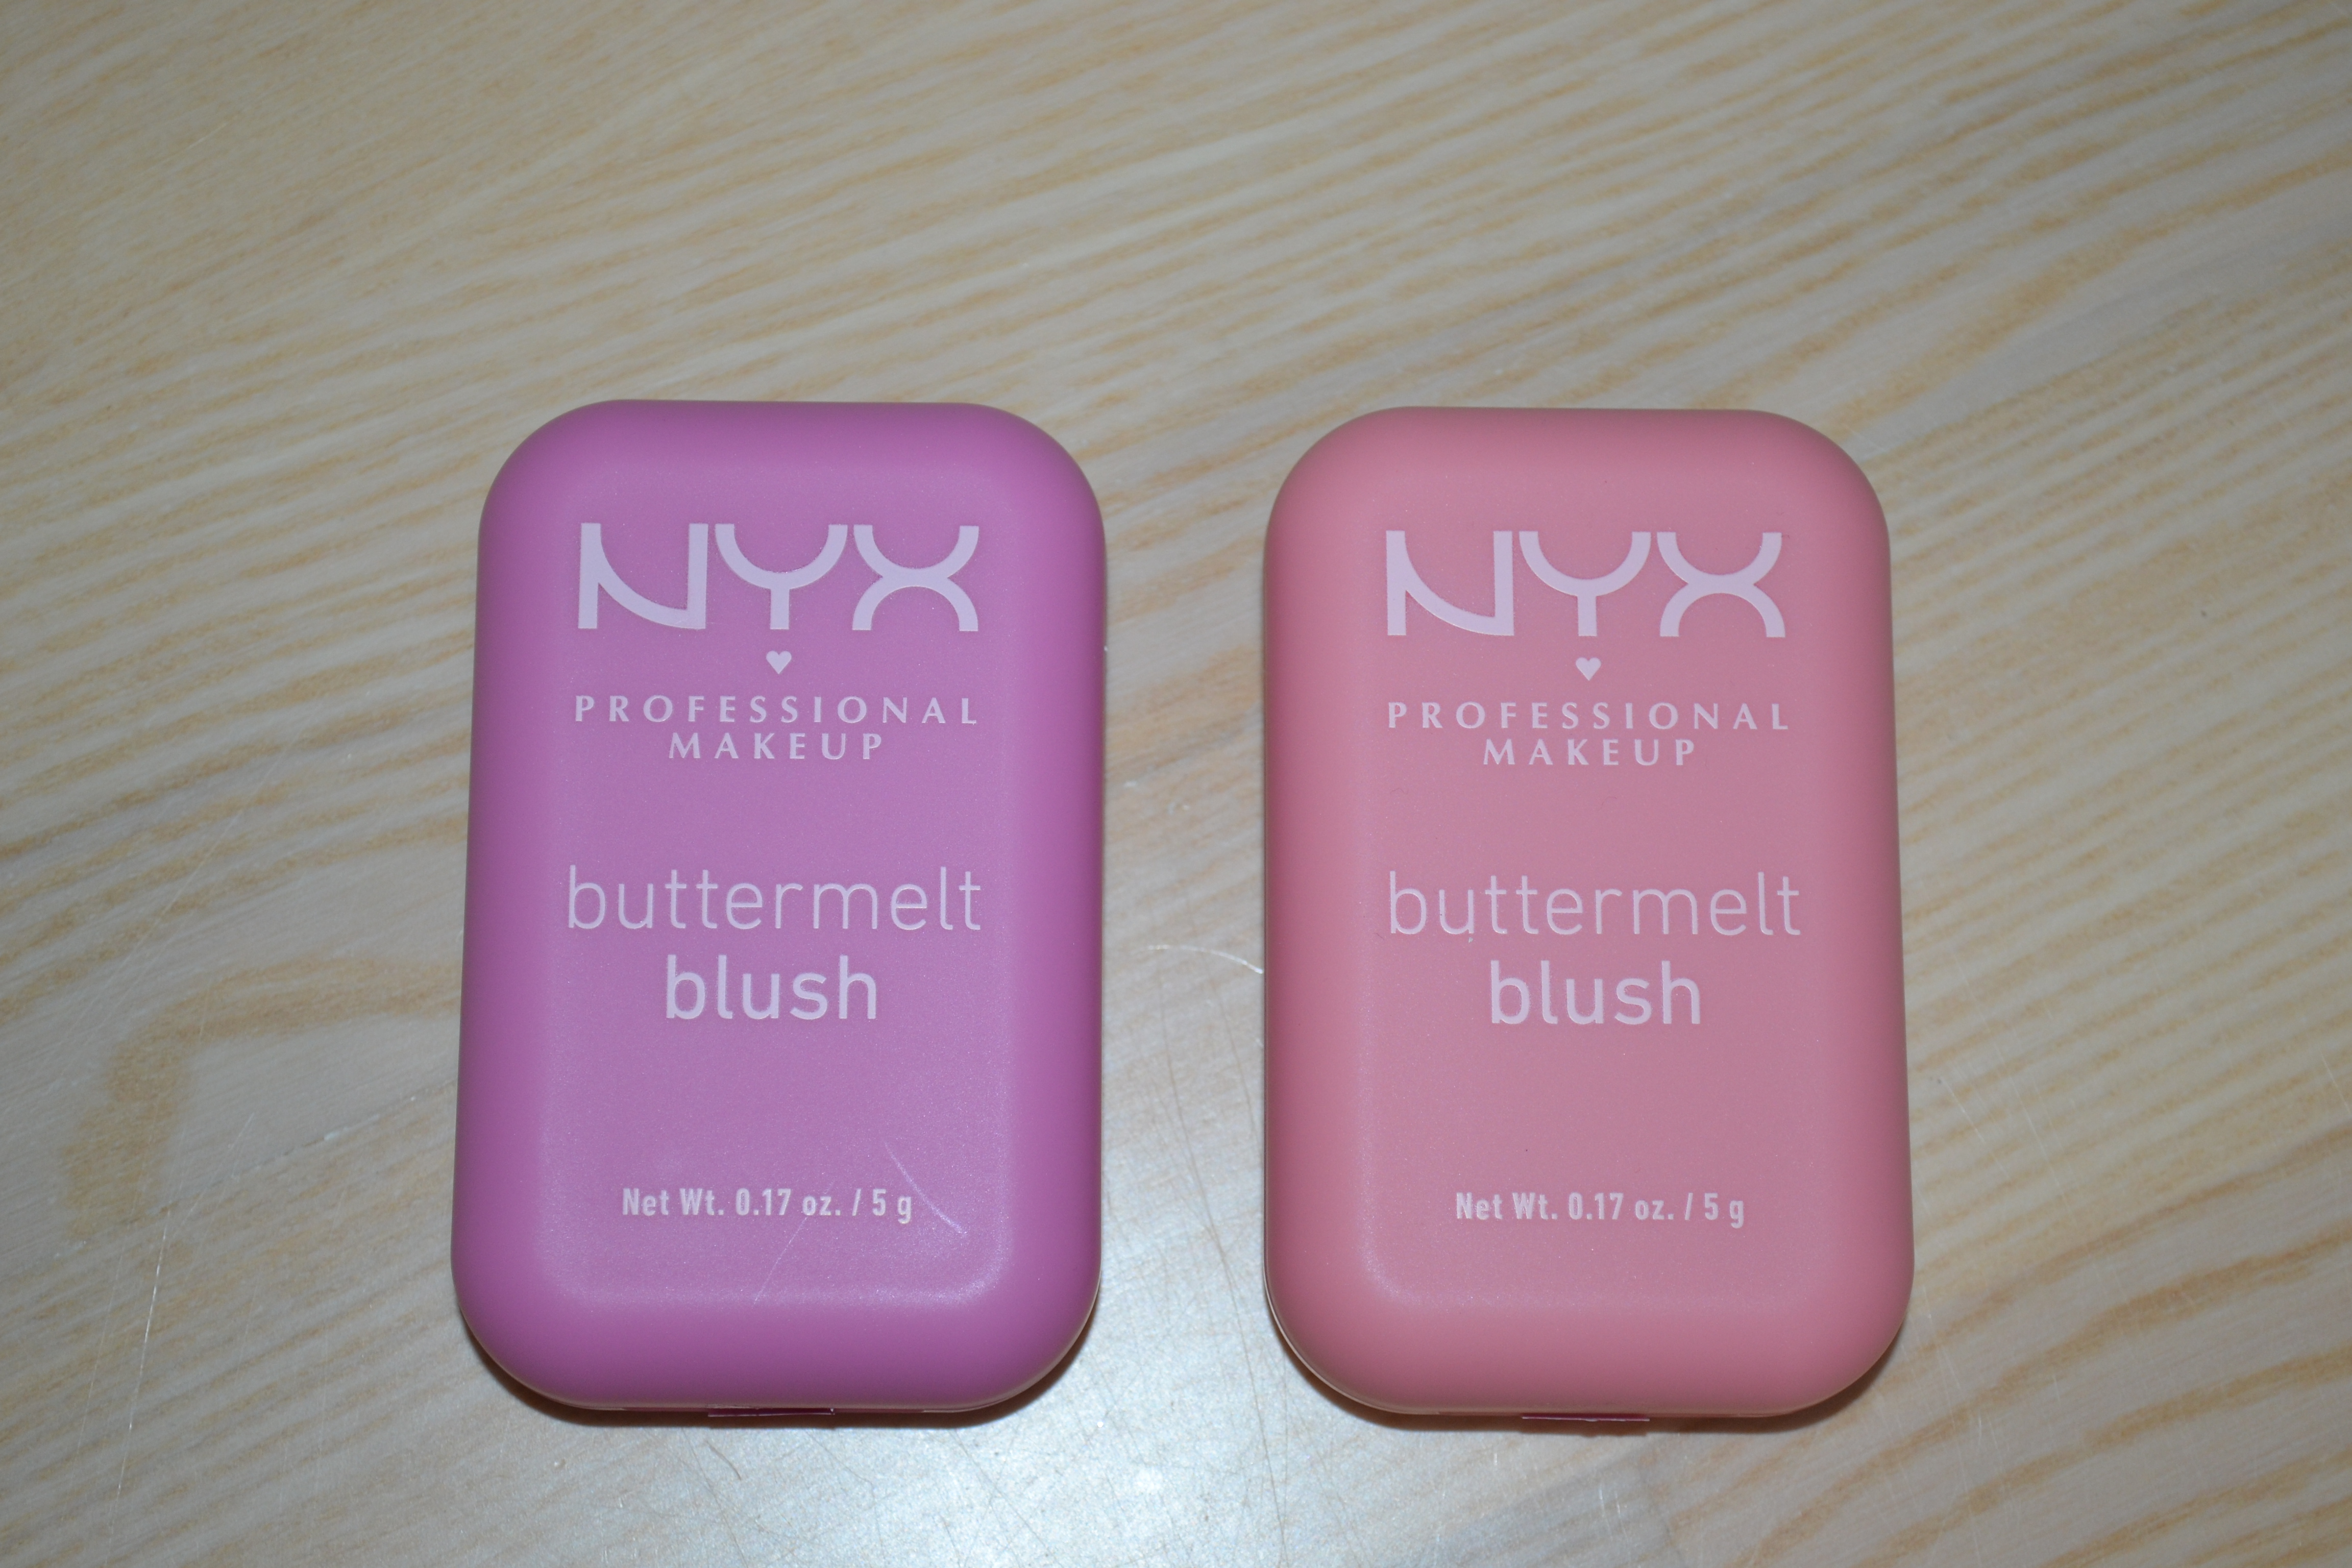 NYX
PROFESSIONAL
MAKEUP
buttermelt
blush
Net Wt. 0.17 oz. / 5 g
NYX
PROFESSIONAL
MAKEUP
buttermelt
blush
Net Wt. 0.17 oz. / 5 g